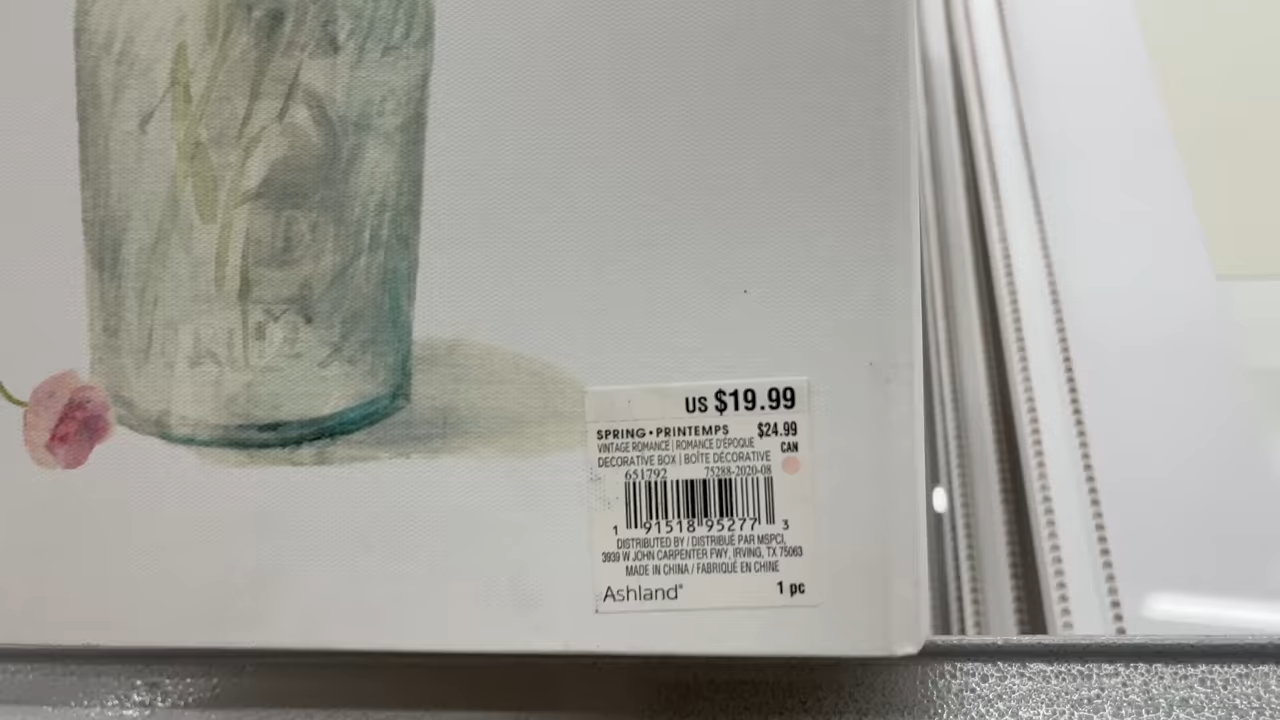 US $19.99
SPRING•PRINTEMPS $24.99
VINTAGE ROMANCE | ROMANCE D'ÉPOQUE CAN
DECORATIVE BOX | BOÎTE DÉCORATIVE
651792 75288-2020-08
1 91518 95277 3
DISTRIBUTED BY / DISTRIBUÉ PAR MSPCI,
3939 W JOHN CARPENTER FWY, IRVING, TX 75063
MADE IN CHINA / FABRIQUÉ EN CHINE
Ashland® 1 pc